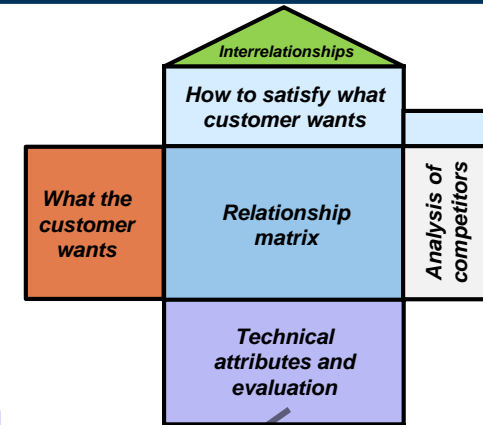 Interrelationships
How to satisfy what
customer wants
What the
customer
wants
Relationship
matrix
Analysis of
competitors
Technical
attributes and
evaluation